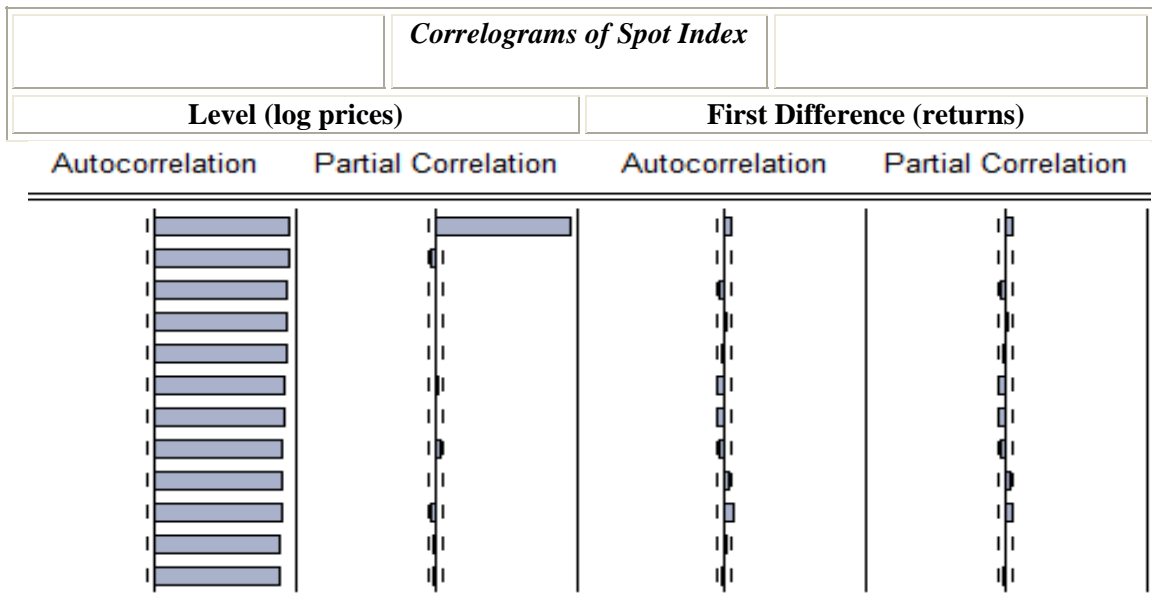 Correlograms of Spot Index
Level (log prices) First Difference (returns)
Autocorrelation Partial Correlation Autocorrelation Partial Correlation